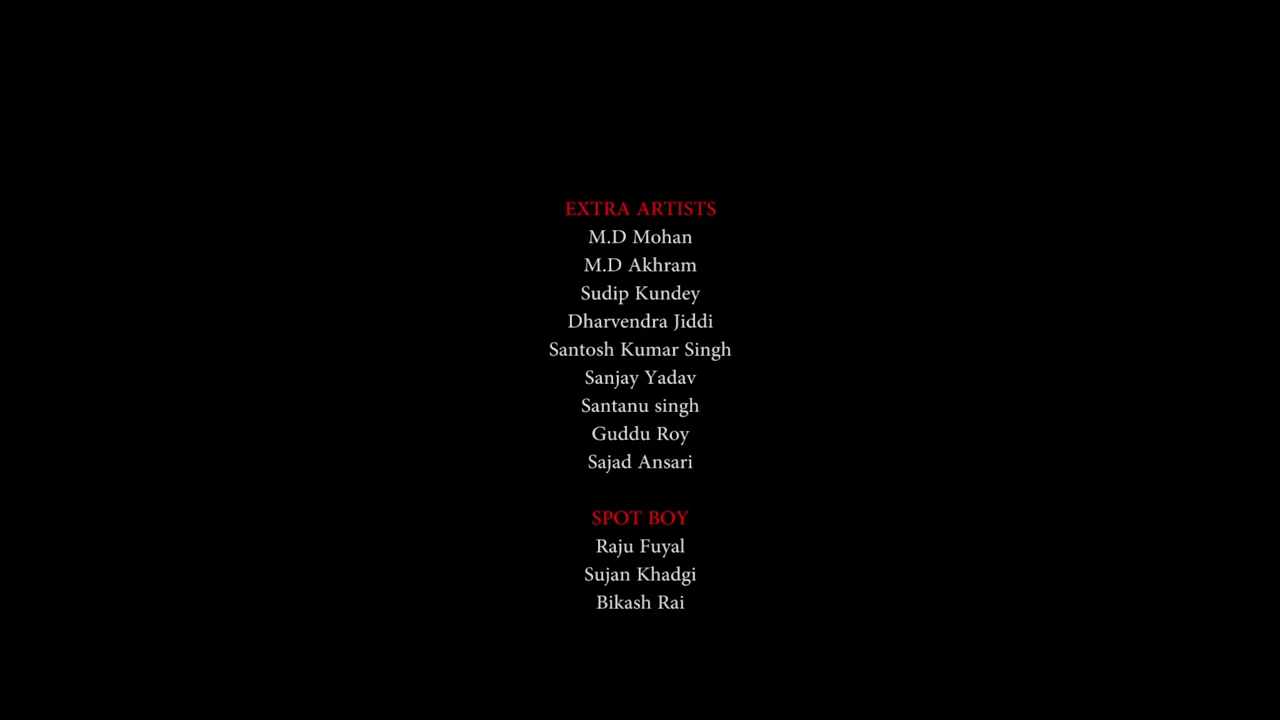 EXTRA ARTISTS
M.D Mohan
M.D Akhram
Sudip Kundey
Dharvendra Jiddi
Santosh Kumar Singh
Sanjay Yadav
Santanu singh
Guddu Roy
Sajad Ansari
SPOT BOY
Raju Fuyal
Sujan Khadgi
Bikash Rai